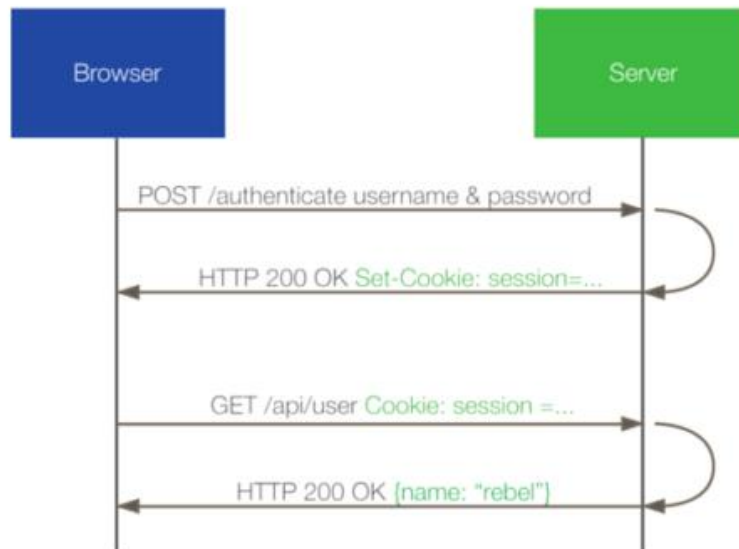 Browser
Server
POST /authenticate username & password
HTTP 200 OK Set-Cookie: session=...
GET /api/user Cookie: session =...
HTTP 200 OK {name: “rebel”}